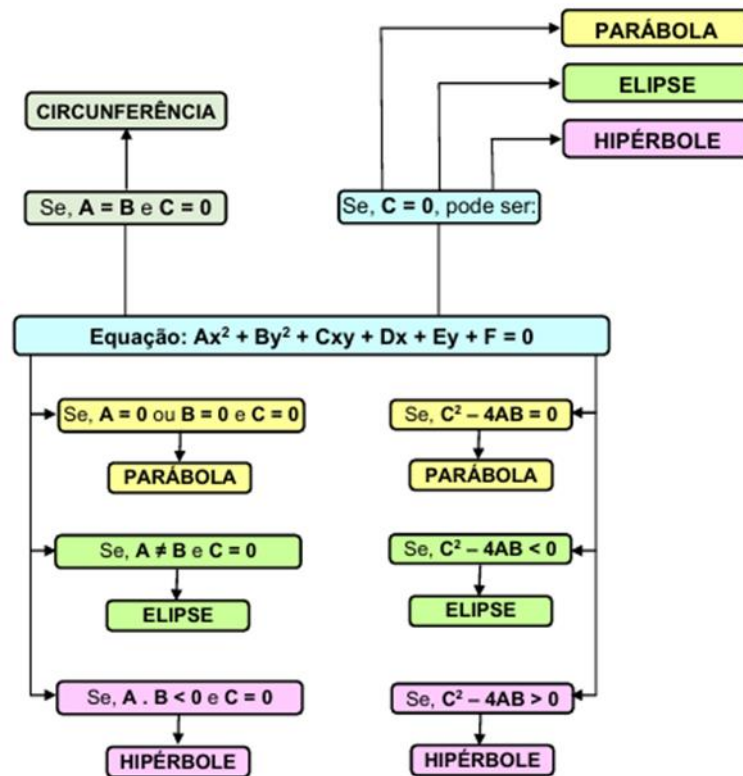 PARÁBOLA
ELIPSE
CIRCUNFERÊNCIA
HIPÉRBOLE
Se, A = B e C = 0
Se, C = 0, pode ser:
Equação: Ax² + By² + Cxy + Dx + Ey + F = 0
Se, A = 0 ou B = 0 e C = 0
Se, C² – 4AB = 0
PARÁBOLA
PARÁBOLA
Se, A ≠ B e C = 0
Se, C² – 4AB < 0
ELIPSE
ELIPSE
Se, A . B < 0 e C = 0
Se, C² – 4AB > 0
HIPÉRBOLE
HIPÉRBOLE